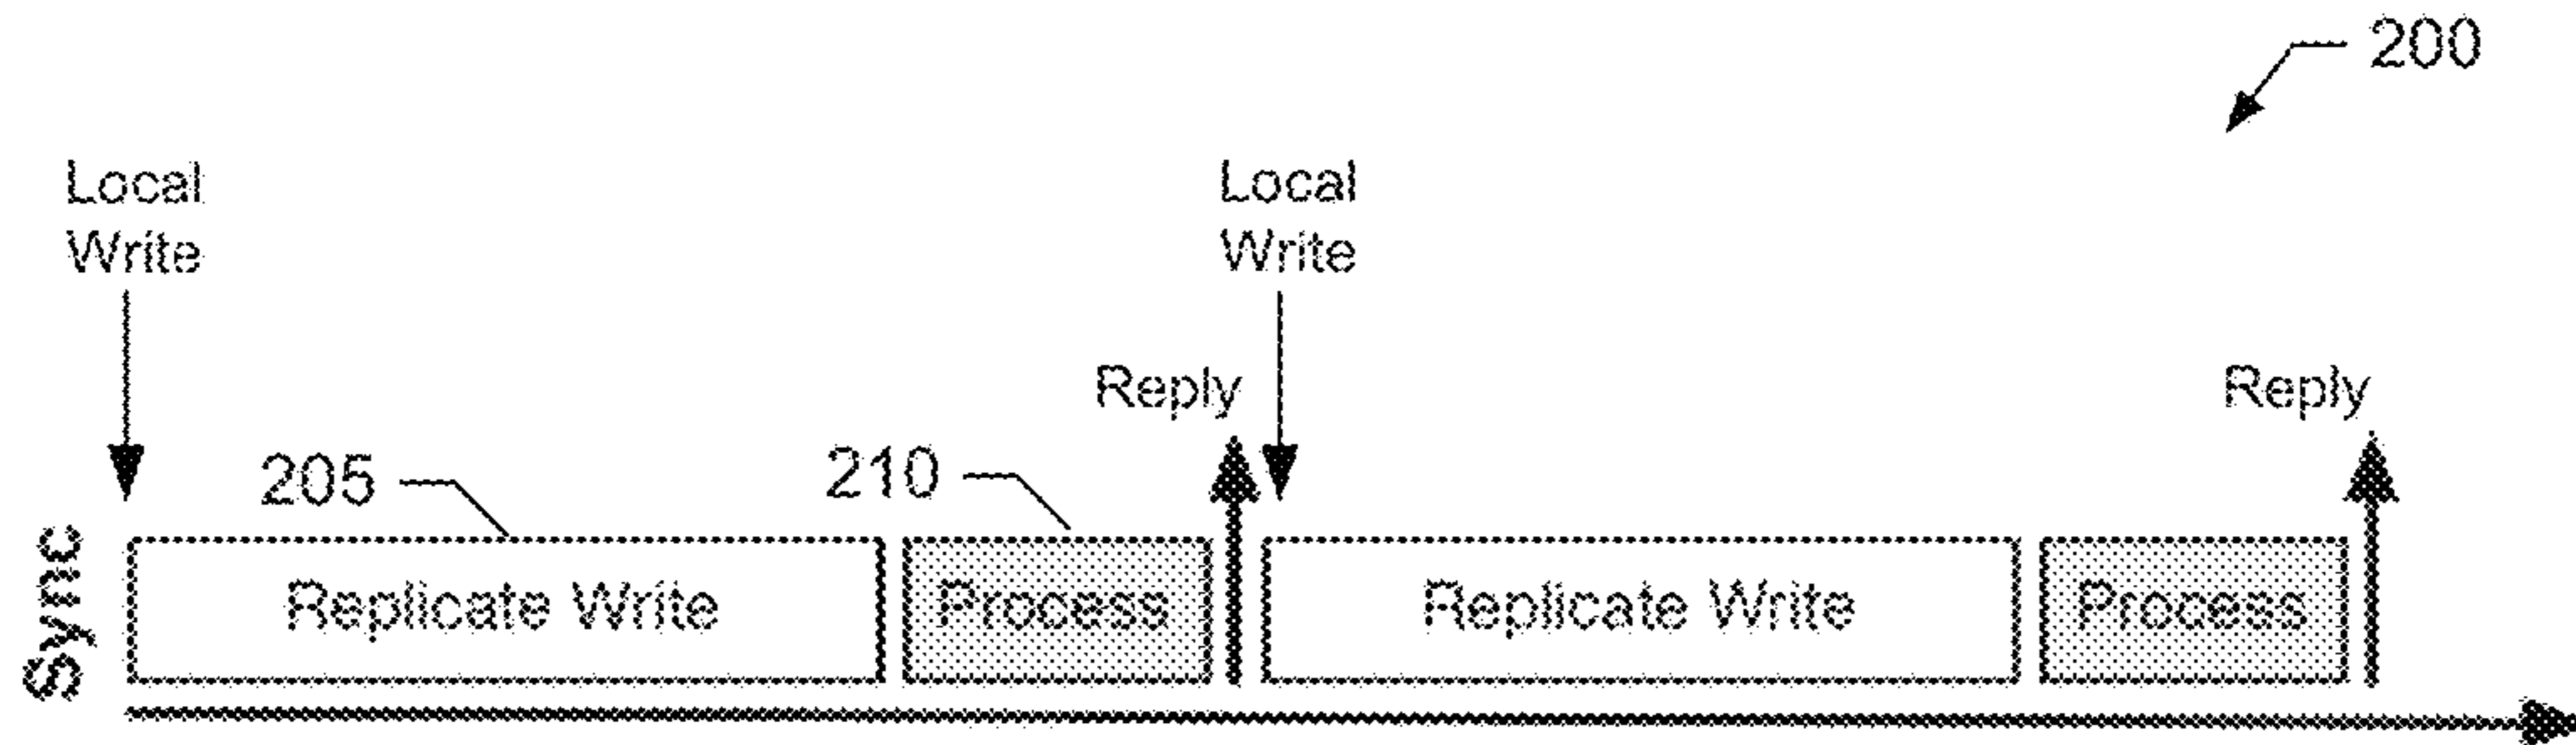 200
Local
Write
Local
Write
Reply
Reply
205
210
Sync
Replicate Write
Process
Replicate Write
Process